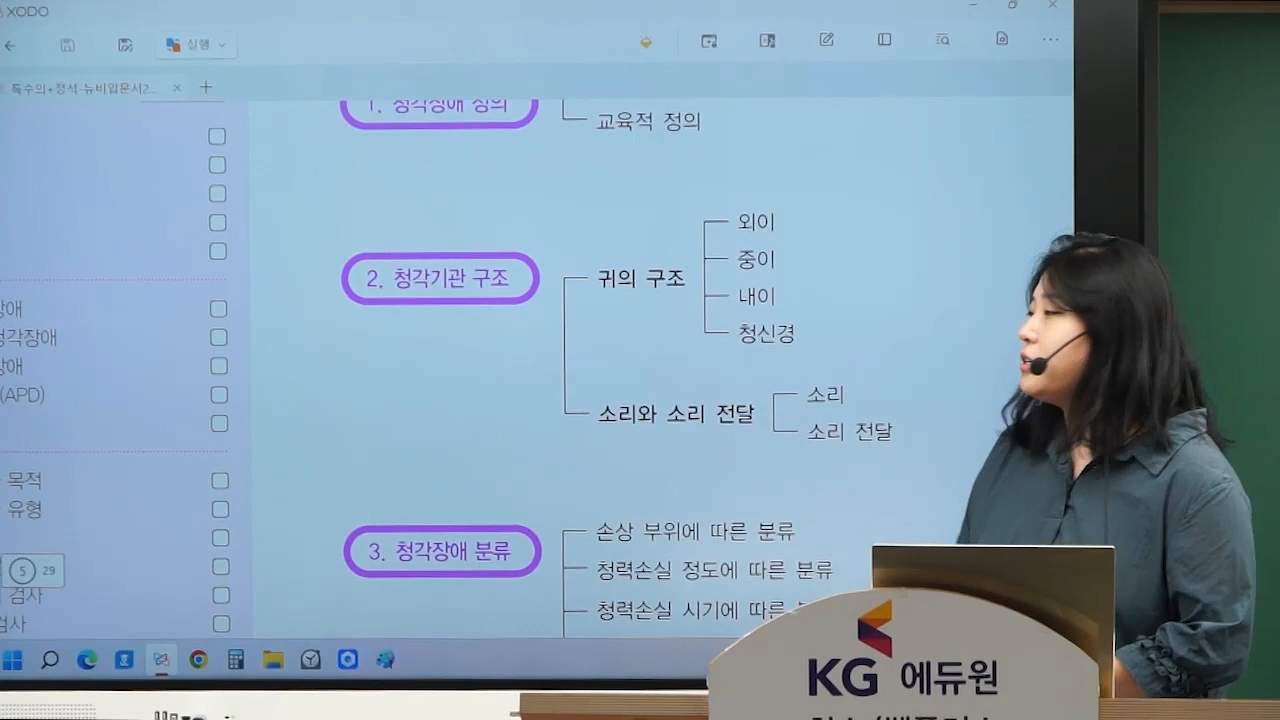 XODO
실행
특수의+정석-뉴비입문서2...
1. 청각장애 정의
교육적 정의
외이
2. 청각기관 구조
귀의 구조
중이
내이
청신경
소리와 소리 전달
소리
소리 전달
3. 청각장애 분류
손상 부위에 따른 분류
청력손실 정도에 따른 분류
청력손실 시기에 따른
장애
청각장애
장애
(APD)
목적
유형
5 29
검사
검사
KG 에듀원